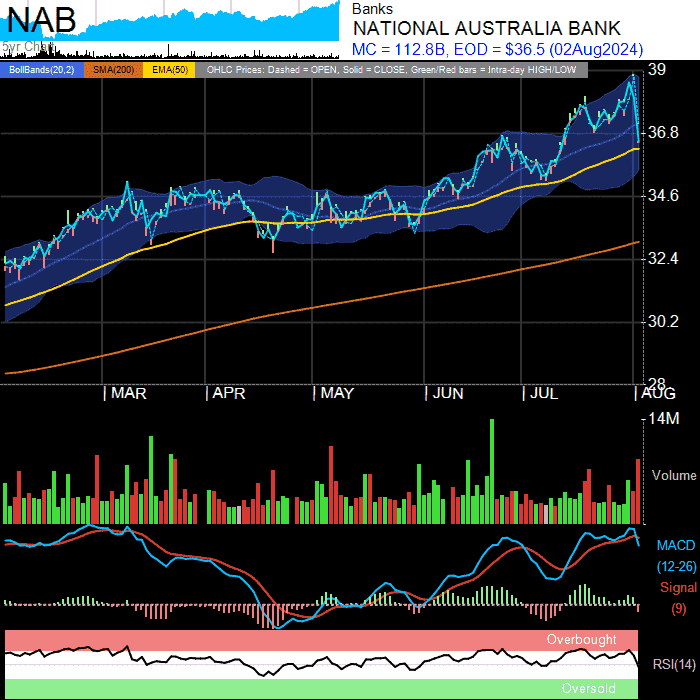 NAB
5yr Chart
Banks
NATIONAL AUSTRALIA BANK
MC = 112.8B, EOD = $36.5 (02Aug2024)
BollBands(20,2) SMA(200) EMA(50) OHLC Prices: Dashed = OPEN, Solid = CLOSE, Green/Red bars = Intra-day HIGH/LOW
39
36.8
34.6
32.4
30.2
28
MAR APR MAY JUN JUL AUG
14M
Volume
MACD
(12-26)
Signal
(9)
Overbought
RSI(14)
Oversold